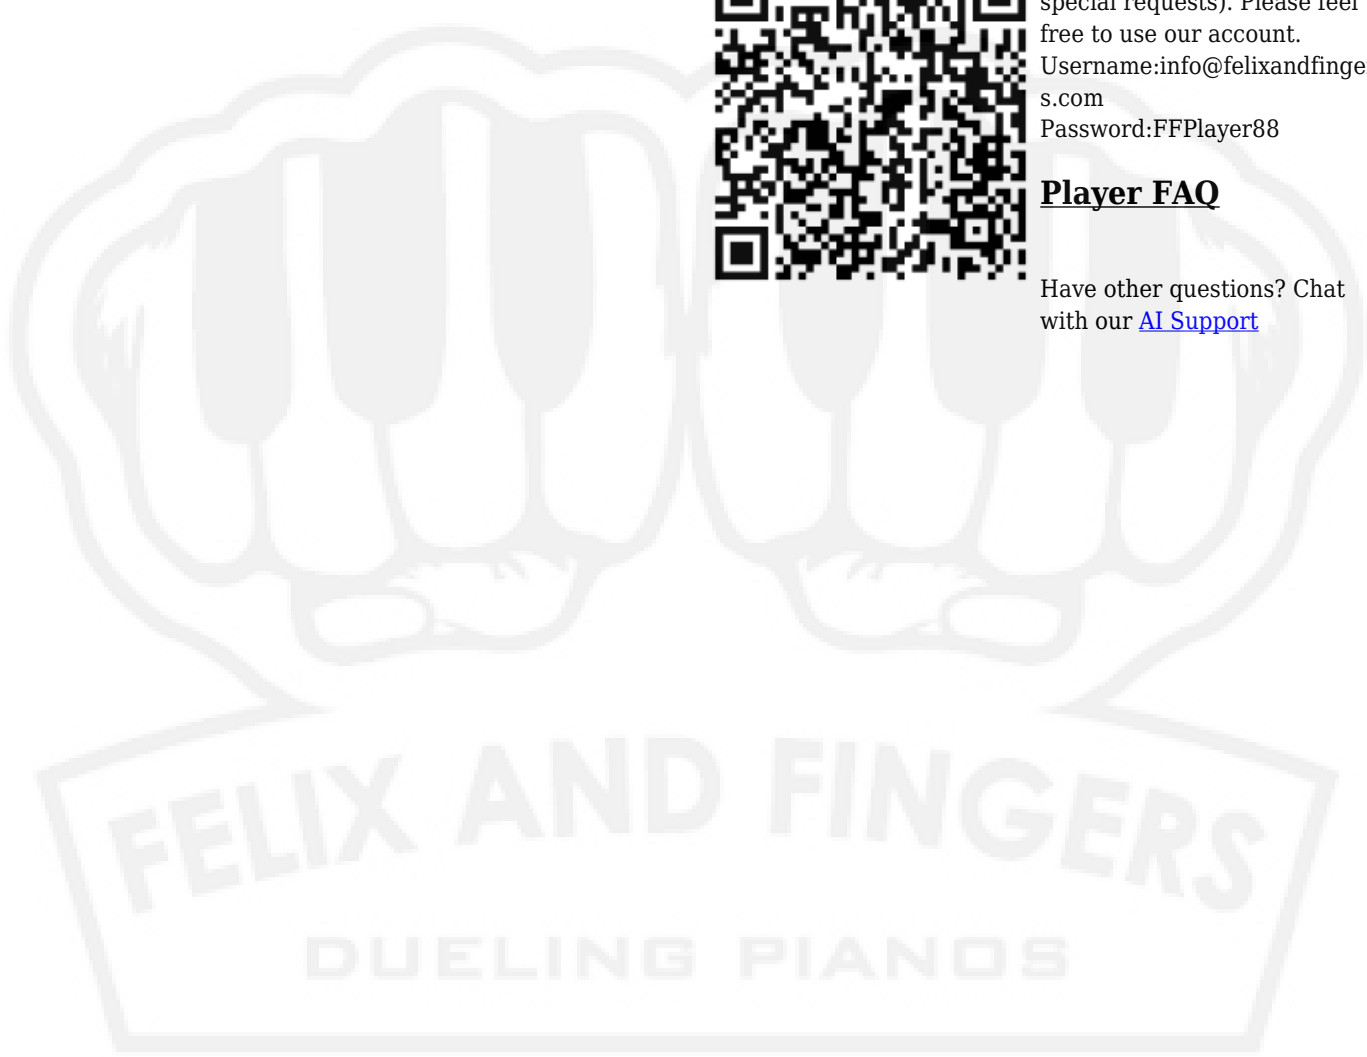 special requests). Please feel
free to use our account.
Username:info@felixandfinge
s.com
Password:FFPlayer88
Player FAQ
Have other questions? Chat
with our AI Support
FELIX AND FINGERS
DUELING PIANOS